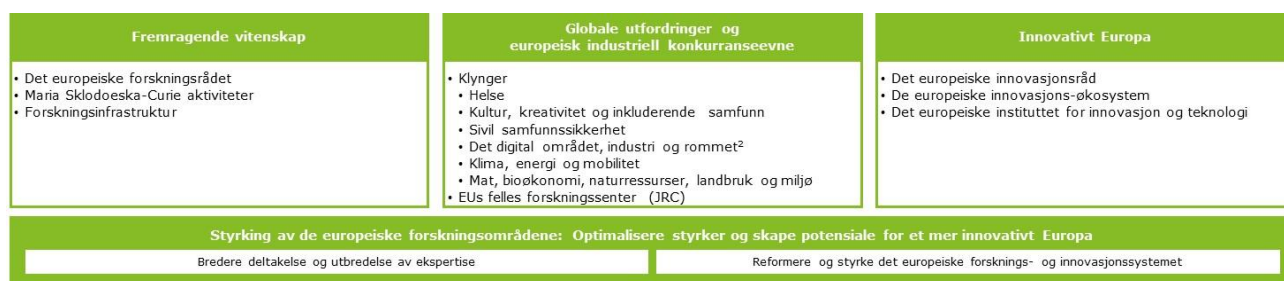 Fremragende vitenskap
• Det europeiske forskningsrådet
• Maria Sklodoeska-Curie aktiviteter
• Forskningsinfrastruktur
Globale utfordringer og
europeisk industriell konkurranseevne
• Klynger
• Helse
• Kultur, kreativitet og inkluderende samfunn
• Sivil samfunnssikkerhet
• Det digital området, industri og rommet²
• Klima, energi og mobilitet
• Mat, bioøkonomi, naturressurser, landbruk og miljø
• EUs felles forskningssenter (JRC)
Innovativt Europa
• Det europeiske innovasjonsråd
• De europeiske innovasjons-økosystem
• Det europeiske instituttet for innovasjon og teknologi
Styrking av de europeiske forskningsområdene: Optimalisere styrker og skape potensiale for et mer innovativt Europa
Bredere deltakelse og utbredelse av ekspertise
Reformere og styrke det europeiske forsknings- og innovasjonssystemet